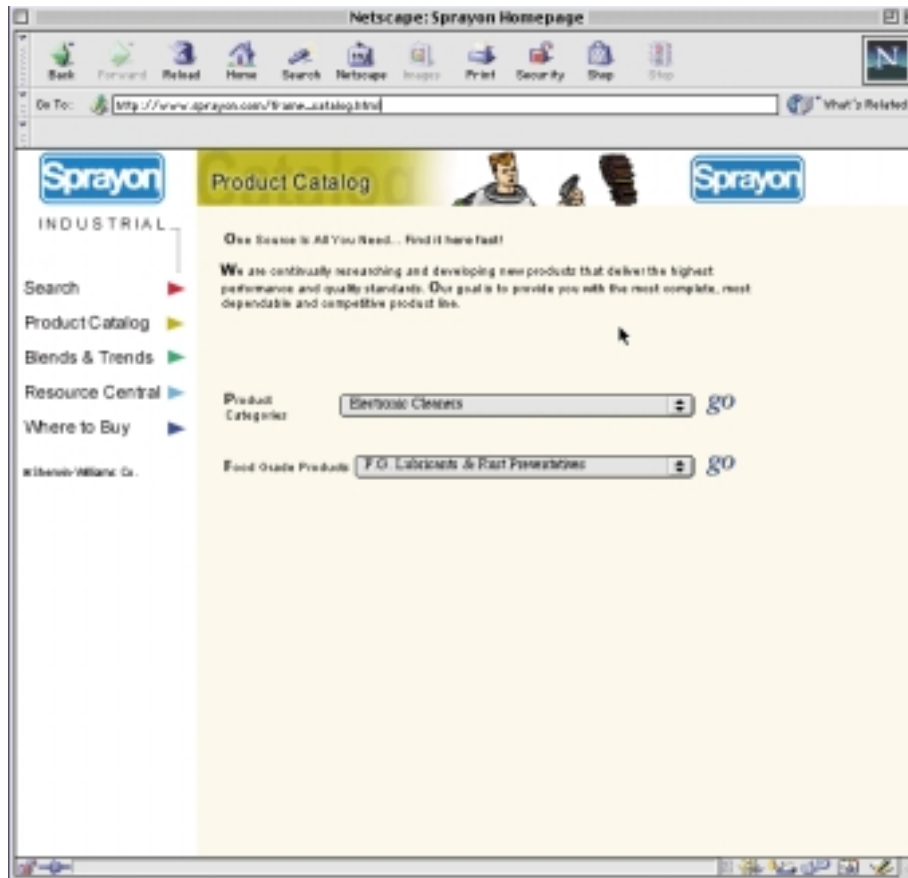 Netscape: Sprayon Homepage
Back Forward Reload Home Search Netscape Images Print Security Shop Stop
N
Go To: http://www.sprayon.com/frame_catalog.html What's Related
Sprayon
INDUSTRIAL
Catalog
Product Catalog
Sprayon
One Source Is All You Need... Find it here fast!
We are continually researching and developing new products that deliver the highest
performance and quality standards. Our goal is to provide you with the most complete, most
dependable and competitive product line.
Search
Product Catalog
Blends & Trends
Resource Central
Where to Buy
Sherwin-Williams Co.
Product
Categories
Electronic Cleaners
go
Food Grade Products
F.G. Lubricants & Rust Preventatives
go